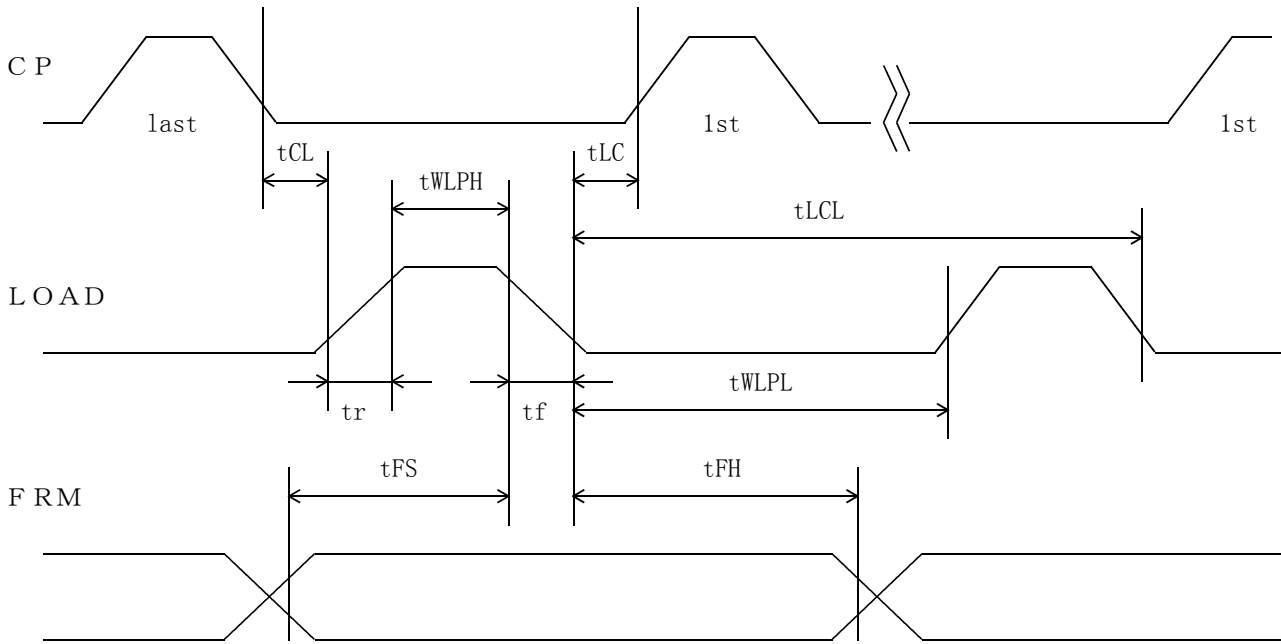 CP
last
1st
1st
tCL
tLC
tWLPH
tLCL
LOAD
tWLPL
tr
tf
tFS
tFH
FRM